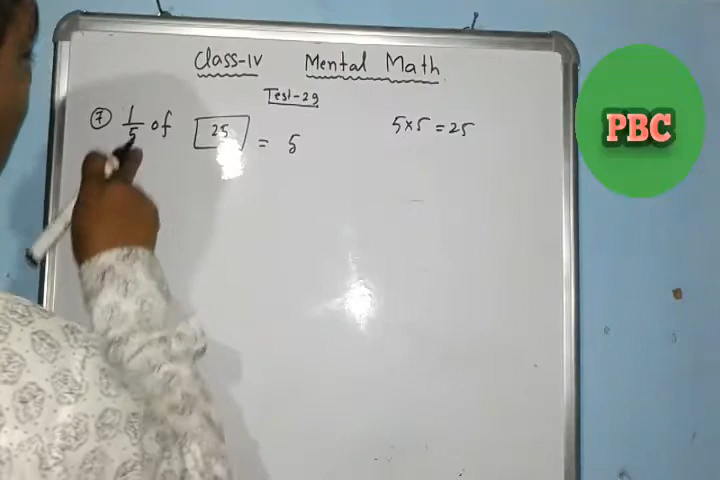 Class-IV Mental Math
Test-29
⑦ 1/5 of 25 = 5
5×5 = 25
PBC